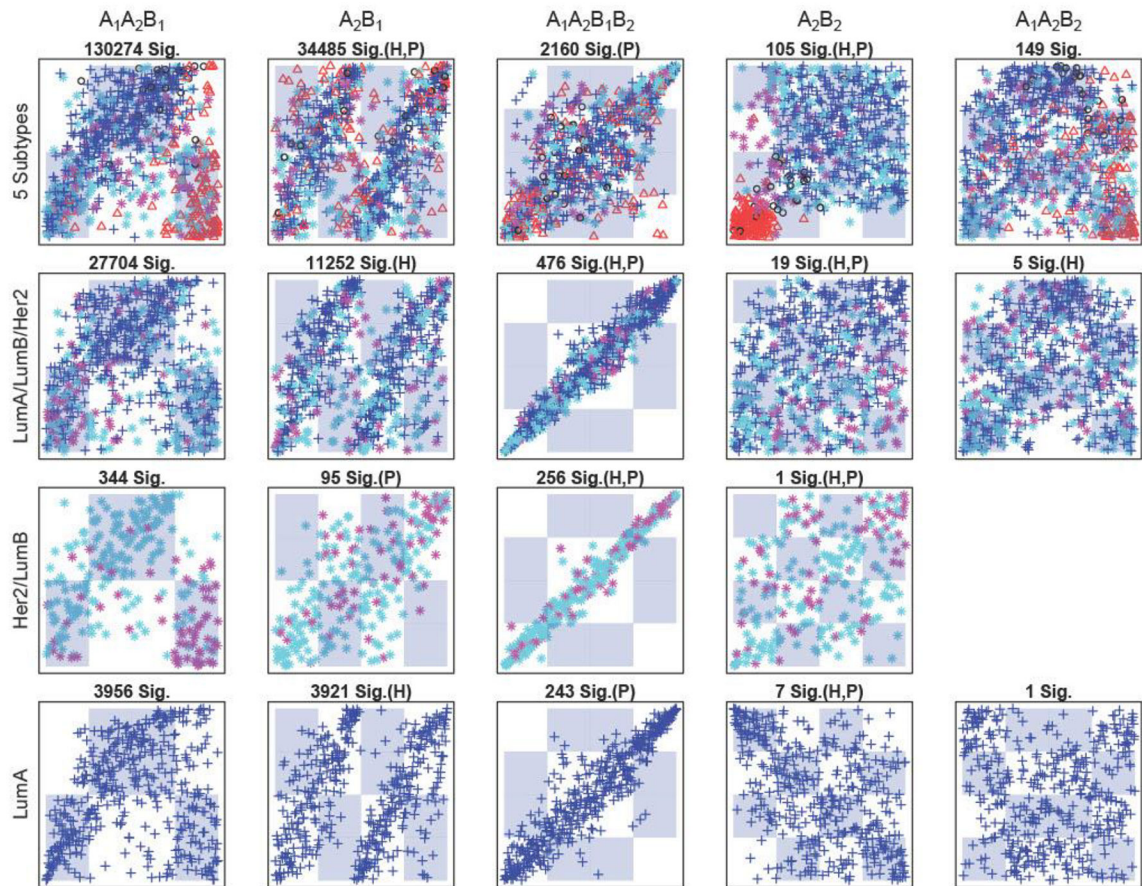 A₁A₂B₁ A₂B₁ A₁A₂B₁B₂ A₂B₂ A₁A₂B₂
130274 Sig. 34485 Sig.(H,P) 2160 Sig.(P) 105 Sig.(H,P) 149 Sig.
5 Subtypes
27704 Sig. 11252 Sig.(H) 476 Sig.(H,P) 19 Sig.(H,P) 5 Sig.(H)
LumA/LumB/Her2
344 Sig. 95 Sig.(P) 256 Sig.(H,P) 1 Sig.(H,P)
Her2/LumB
3956 Sig. 3921 Sig.(H) 243 Sig.(P) 7 Sig.(H,P) 1 Sig.
LumA